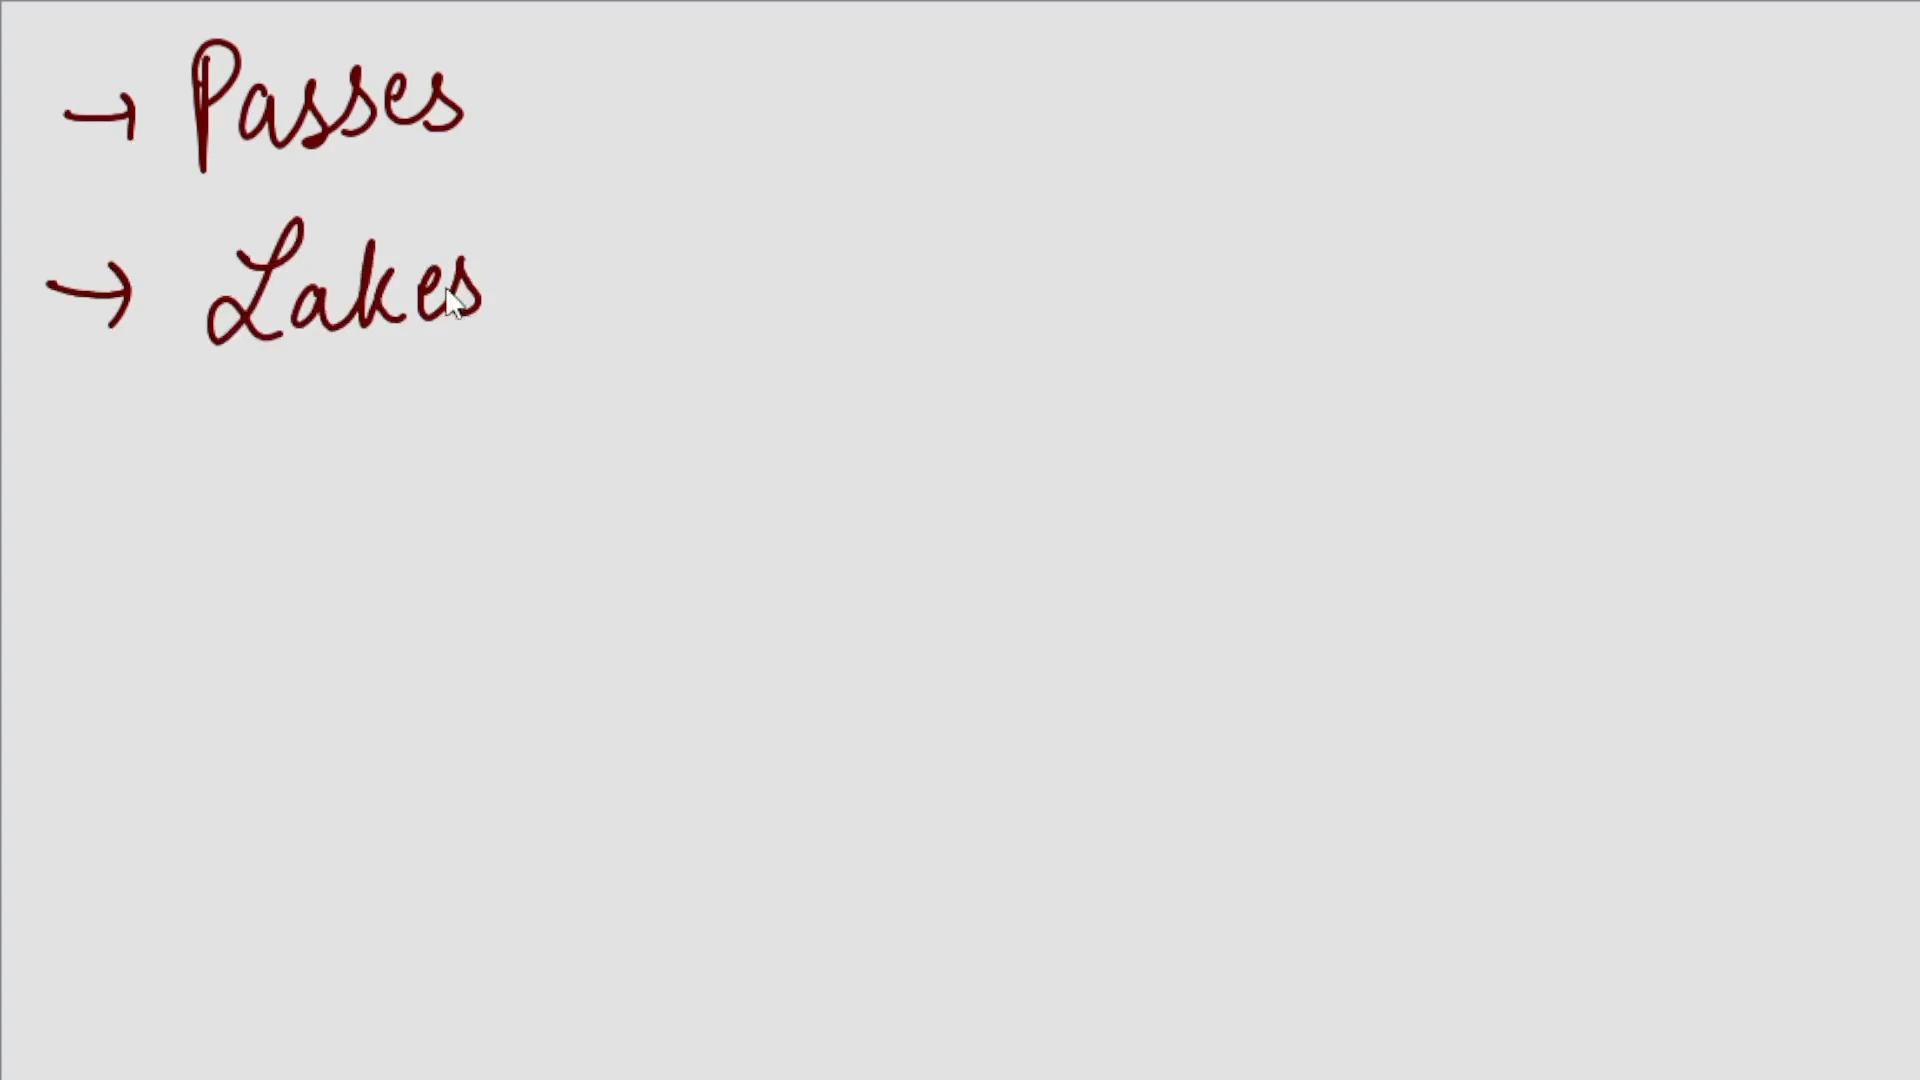 → Passes
→ Lakes